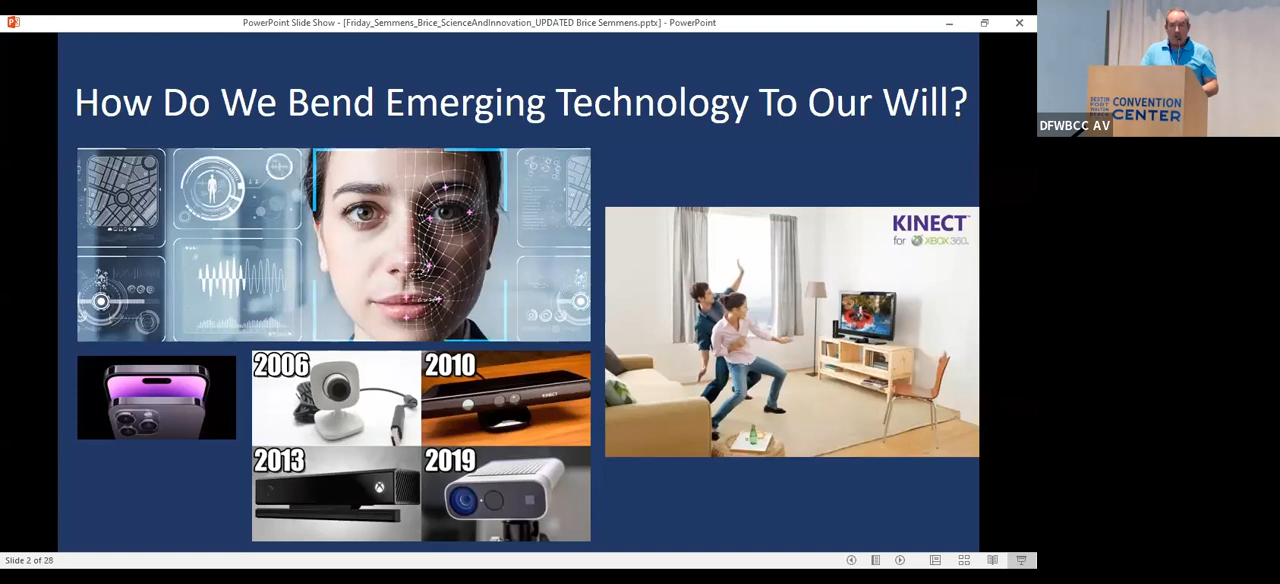 PowerPoint Slide Show - [Friday_Semmens_Brice_ScienceAndInnovation_UPDATED Brice Semmens.pptx] - PowerPoint
How Do We Bend Emerging Technology To Our Will?
KINECT
for XBOX 360.
2006
2010
KINECT
2013
2019
Slide 2 of 28
DESTIN
FORT
WALTON
BEACH
CONVENTION
CENTER
DFWBCC AV